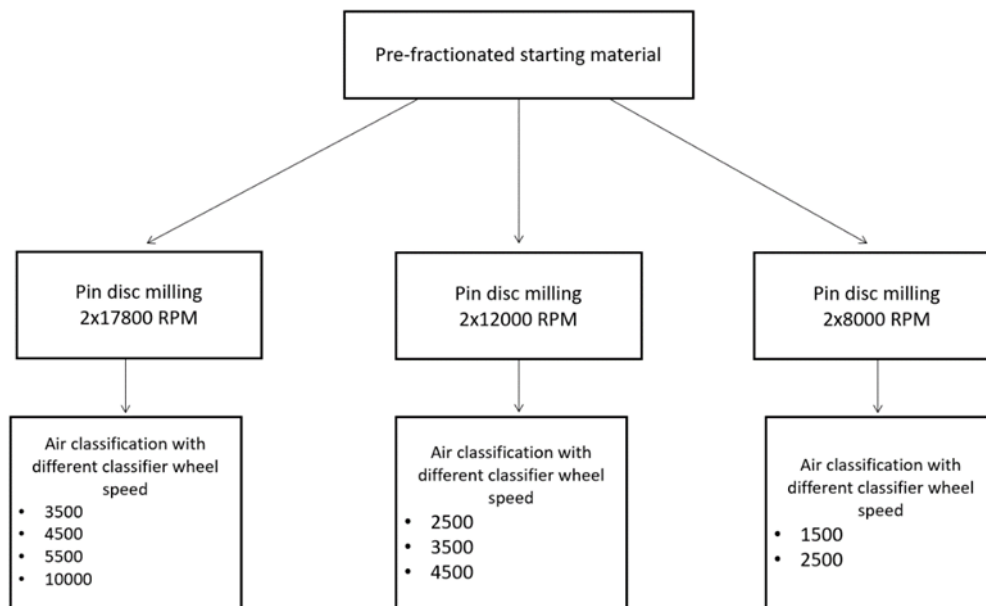 Pre-fractionated starting material
Pin disc milling
2x17800 RPM
Pin disc milling
2x12000 RPM
Pin disc milling
2x8000 RPM
Air classification with
different classifier wheel
speed
• 3500
• 4500
• 5500
• 10000
Air classification with
different classifier wheel
speed
• 2500
• 3500
• 4500
Air classification with
different classifier wheel
speed
• 1500
• 2500